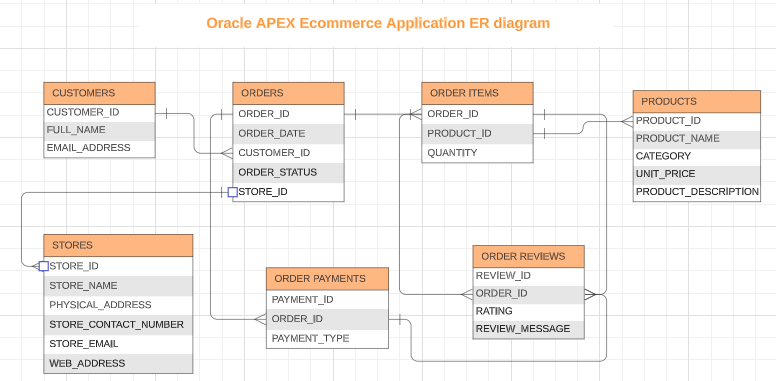 Oracle APEX Ecommerce Application ER diagram
CUSTOMERS
CUSTOMER_ID
FULL_NAME
EMAIL_ADDRESS
ORDERS
ORDER_ID
ORDER_DATE
CUSTOMER_ID
ORDER_STATUS
STORE_ID
ORDER ITEMS
ORDER_ID
PRODUCT_ID
QUANTITY
PRODUCTS
PRODUCT_ID
PRODUCT_NAME
CATEGORY
UNIT_PRICE
PRODUCT_DESCRIPTION
STORES
STORE_ID
STORE_NAME
PHYSICAL_ADDRESS
STORE_CONTACT_NUMBER
STORE_EMAIL
WEB_ADDRESS
ORDER PAYMENTS
PAYMENT_ID
ORDER_ID
PAYMENT_TYPE
ORDER REVIEWS
REVIEW_ID
ORDER_ID
RATING
REVIEW_MESSAGE